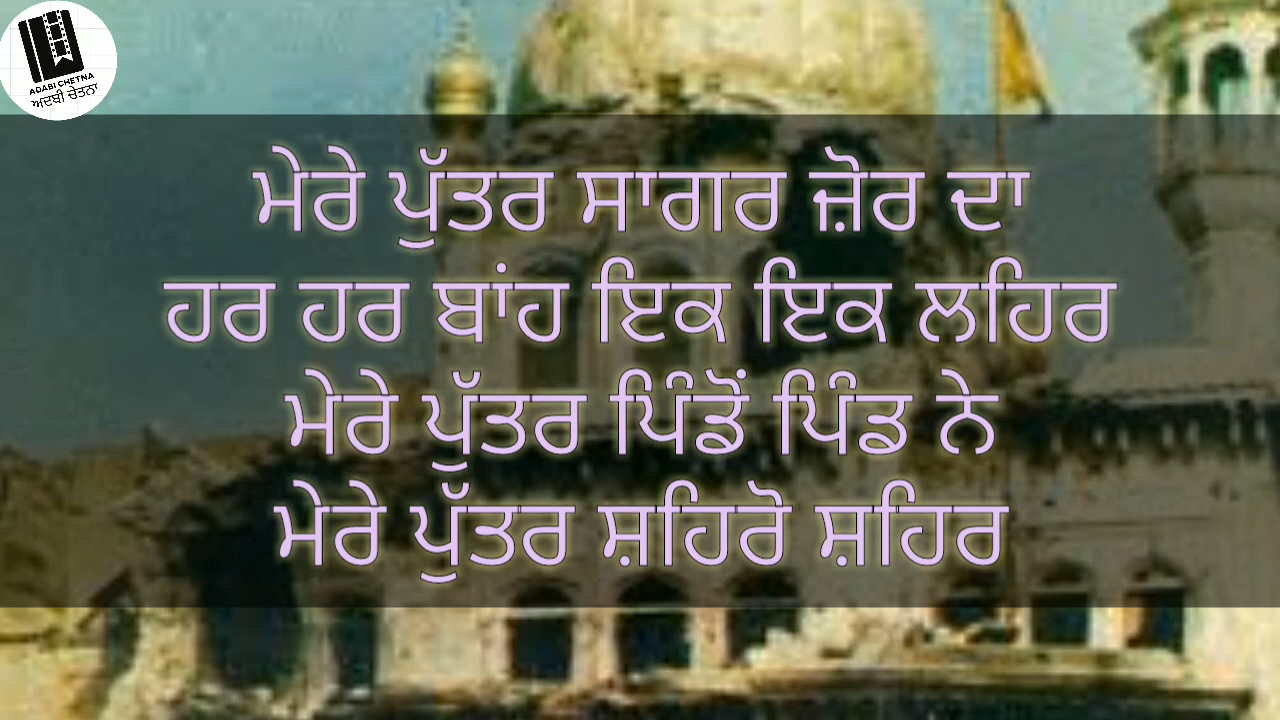 ADABI CHETNA
ਅਦਬੀ ਚੇਤਨਾ
ਮੇਰੇ ਪੁੱਤਰ ਸਾਗਰ ਜ਼ੋਰ ਦਾ
ਹਰ ਹਰ ਬਾਂਹ ਇਕ ਇਕ ਲਹਿਰ
ਮੇਰੇ ਪੁੱਤਰ ਪਿੰਡੋਂ ਪਿੰਡ ਨੇ
ਮੇਰੇ ਪੁੱਤਰ ਸ਼ਹਿਰੋ ਸ਼ਹਿਰ